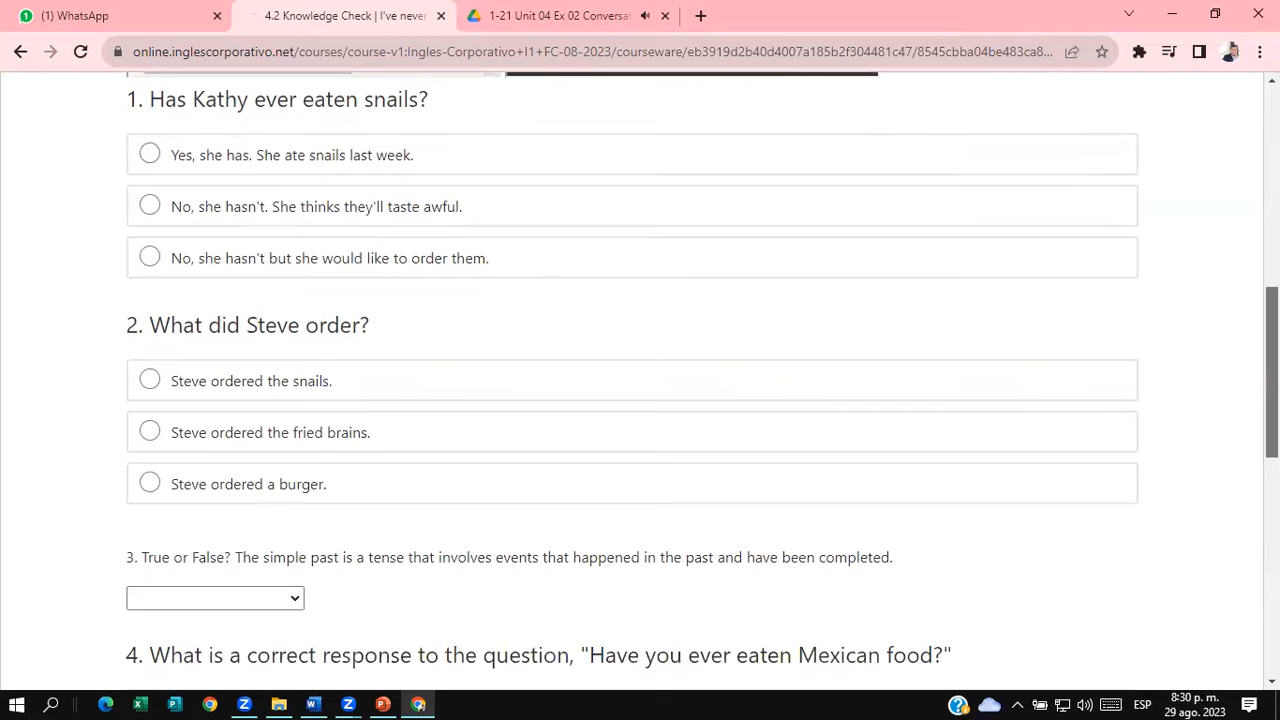 (1) WhatsApp
4.2 Knowledge Check | I've never
1-21 Unit 04 Ex 02 Conversa
online.inglescorporativo.net/courses/course-v1:Ingles-Corporativo+I1+FC-08-2023/courseware/eb3919d2b40d4007a185b2f304481c47/8545cbba04be483ca8...
1. Has Kathy ever eaten snails?
Yes, she has. She ate snails last week.
No, she hasn't. She thinks they'll taste awful.
No, she hasn't but she would like to order them.
2. What did Steve order?
Steve ordered the snails.
Steve ordered the fried brains.
Steve ordered a burger.
3. True or False? The simple past is a tense that involves events that happened in the past and have been completed.
4. What is a correct response to the question, "Have you ever eaten Mexican food?"
ESP
8:30 p. m.
29 ago. 2023